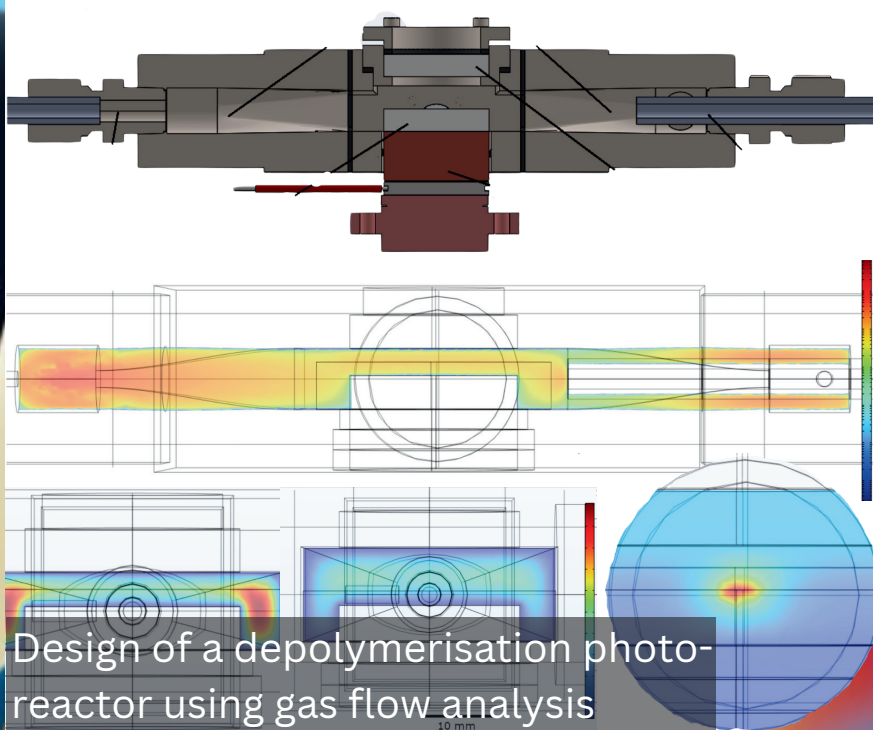 Design of a depolymerisation photo-
reactor using gas flow analysis
10 mm